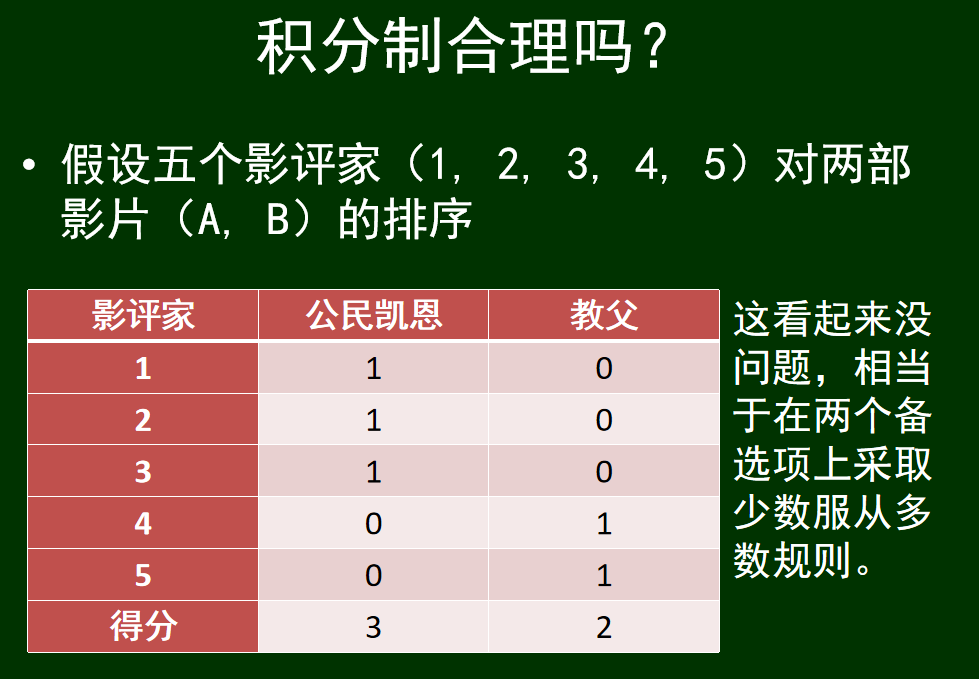 积分制合理吗？
• 假设五个影评家（1, 2, 3, 4, 5）对两部
影片（A, B）的排序
影评家 公民凯恩 教父
1 1 0
2 1 0
3 1 0
4 0 1
5 0 1
得分 3 2
这看起来没
问题，相当
于在两个备
选项上采取
少数服从多
数规则。